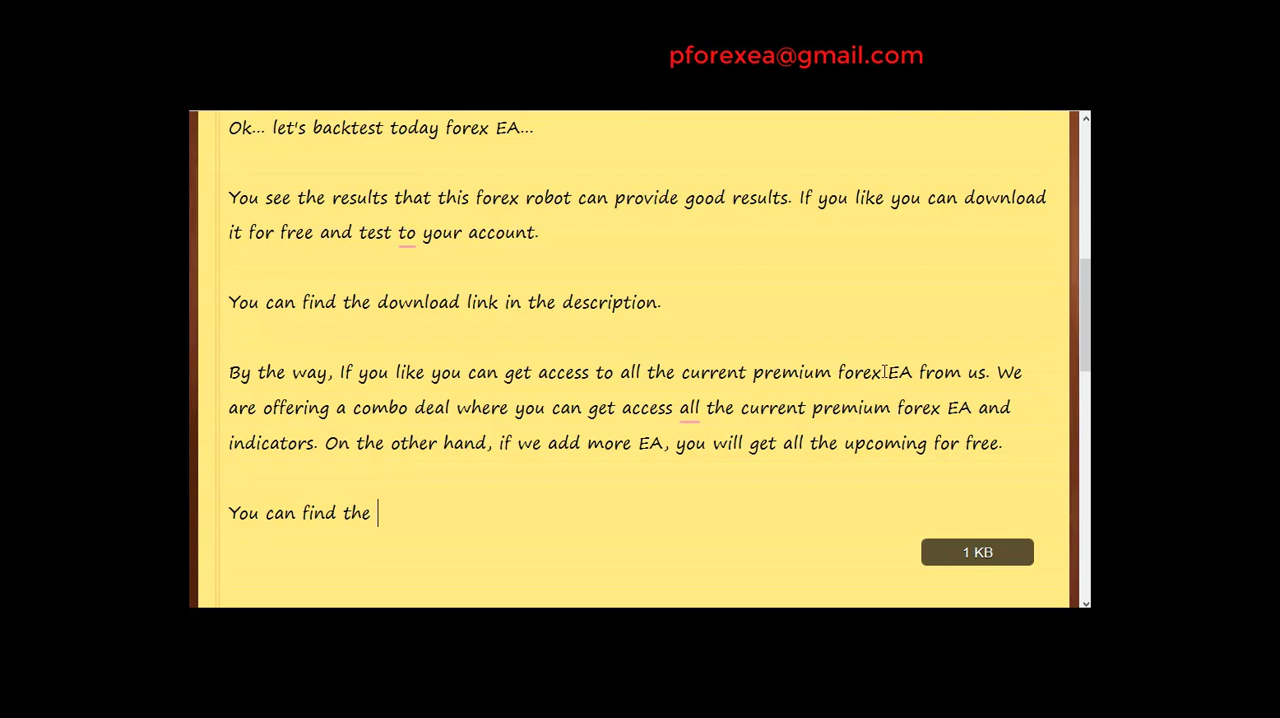 pforexea@gmail.com
Ok... let's backtest today forex EA...
You see the results that this forex robot can provide good results. If you like you can download
it for free and test to your account.
You can find the download link in the description.
By the way, If you like you can get access to all the current premium forex EA from us. We
are offering a combo deal where you can get access all the current premium forex EA and
indicators. On the other hand, if we add more EA, you will get all the upcoming for free.
You can find the
1 KB